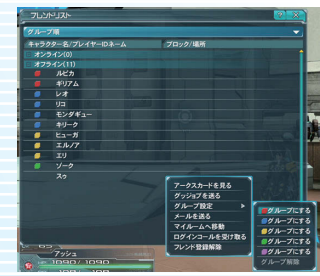 フレンドリスト
グループ順
キャラクター名/プレイヤーIDネーム
ブロック/場所
オンライン(0)
オフライン(11)
ルピカ
ギリアム
レオ
リコ
モンダギュー
キリーク
ヒューガ
エルノア
エリ
ゾーク
スゥ
アークスカードを見る
グッジョブを送る
グループ設定
メールを送る
マイルームへ移動
ログインコールを受け取る
フレンド登録解除
グループにする
グループにする
グループにする
グループにする
グループにする
グループ解除
アッシュ
1090/1090